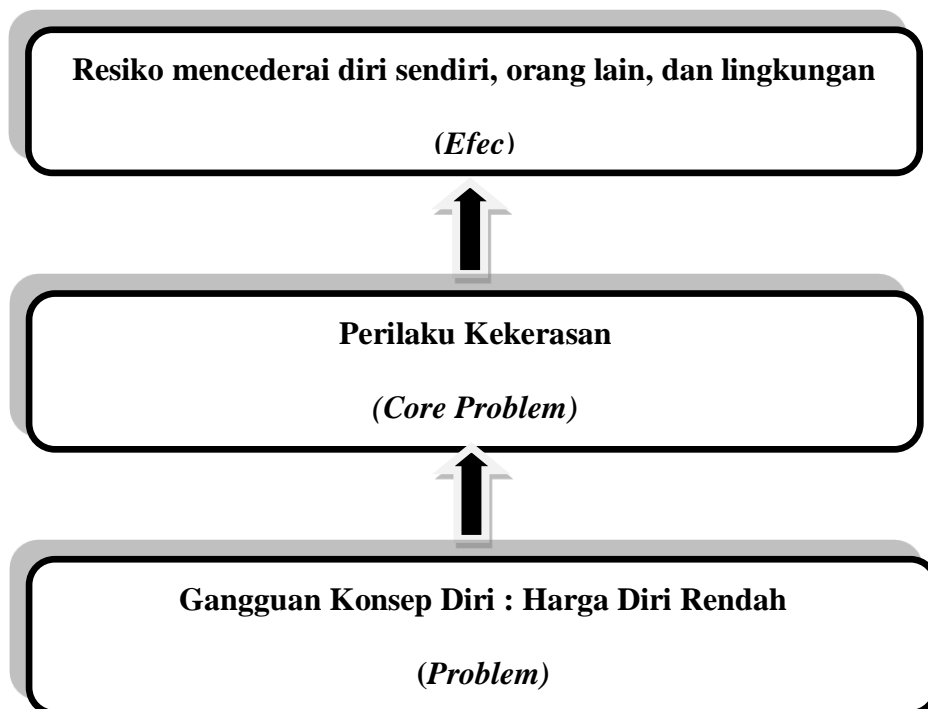 Resiko mencederai diri sendiri, orang lain, dan lingkungan
(Efec)
Perilaku Kekerasan
(Core Problem)
Gangguan Konsep Diri : Harga Diri Rendah
(Problem)